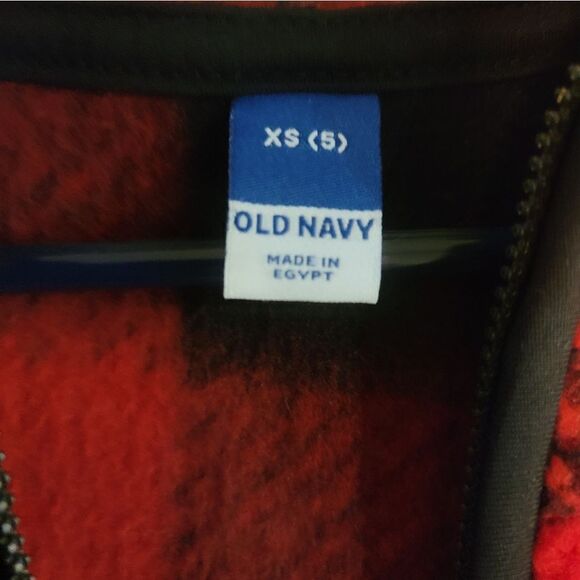 XS (5)
OLD NAVY
MADE IN
EGYPT